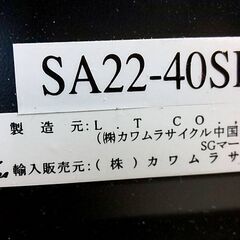 SA22-40S
製造元:L.T CO.,
(㈱カワムラサイクル中国
SGマー
輸入販売元:
(株)カワムラサ